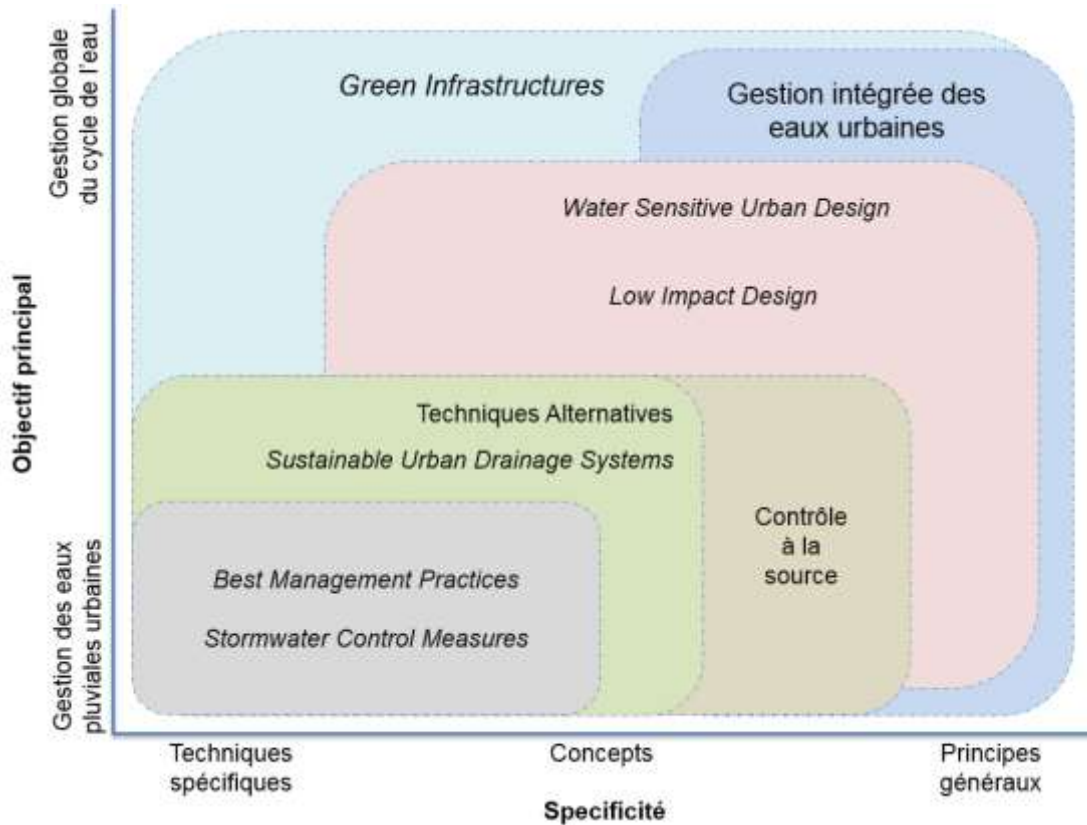 Objectif principal
Gestion globale
du cycle de l'eau
Gestion des eaux
pluviales urbaines
Green Infrastructures
Gestion intégrée des
eaux urbaines
Water Sensitive Urban Design
Low Impact Design
Techniques Alternatives
Sustainable Urban Drainage Systems
Contrôle
à la
source
Best Management Practices
Stormwater Control Measures
Techniques
spécifiques
Concepts
Principes
généraux
Specificité